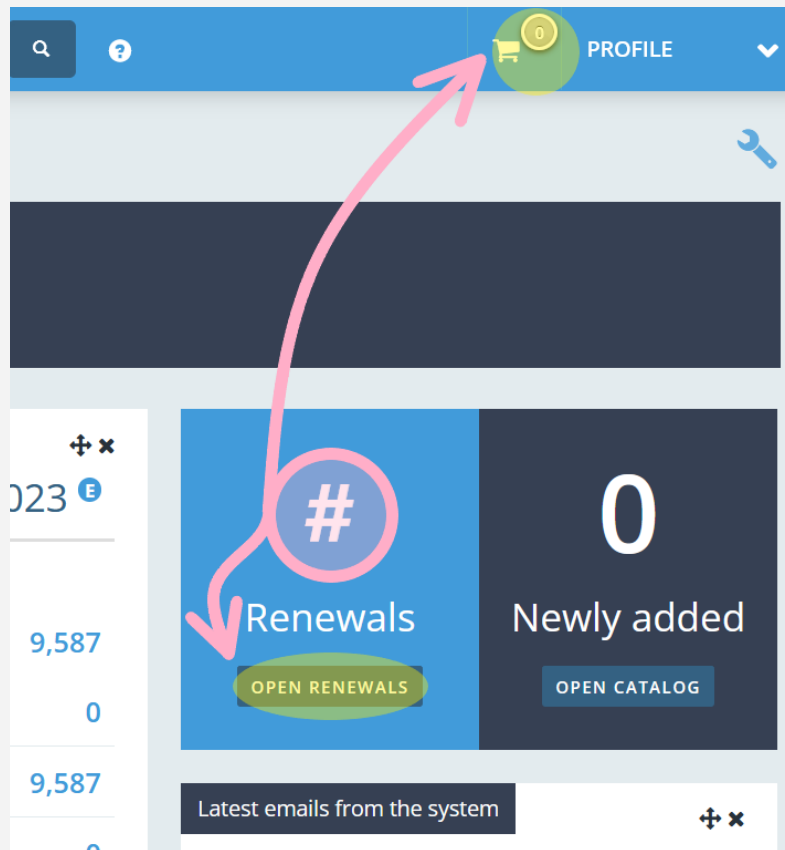 0
PROFILE
023 E
9,587
0
9,587
#
Renewals
OPEN RENEWALS
0
Newly added
OPEN CATALOG
Latest emails from the system